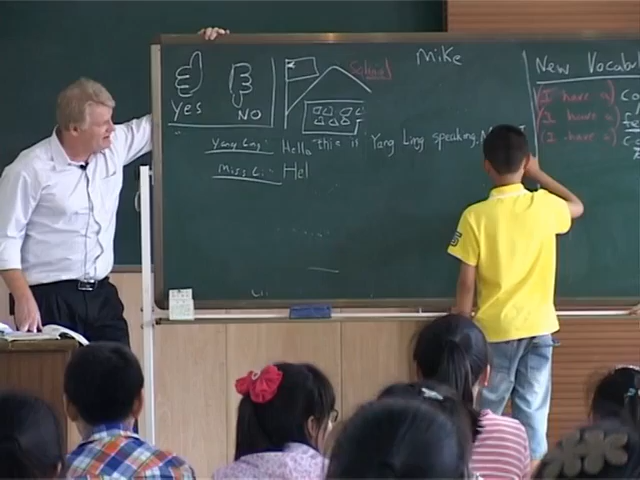 Mike
School
New Vocabul
YES
NO
(I have a)
(I have a)
(I have a)
Yang Ling: Hello this is Yang Ling speaking.
Miss Li: Hel